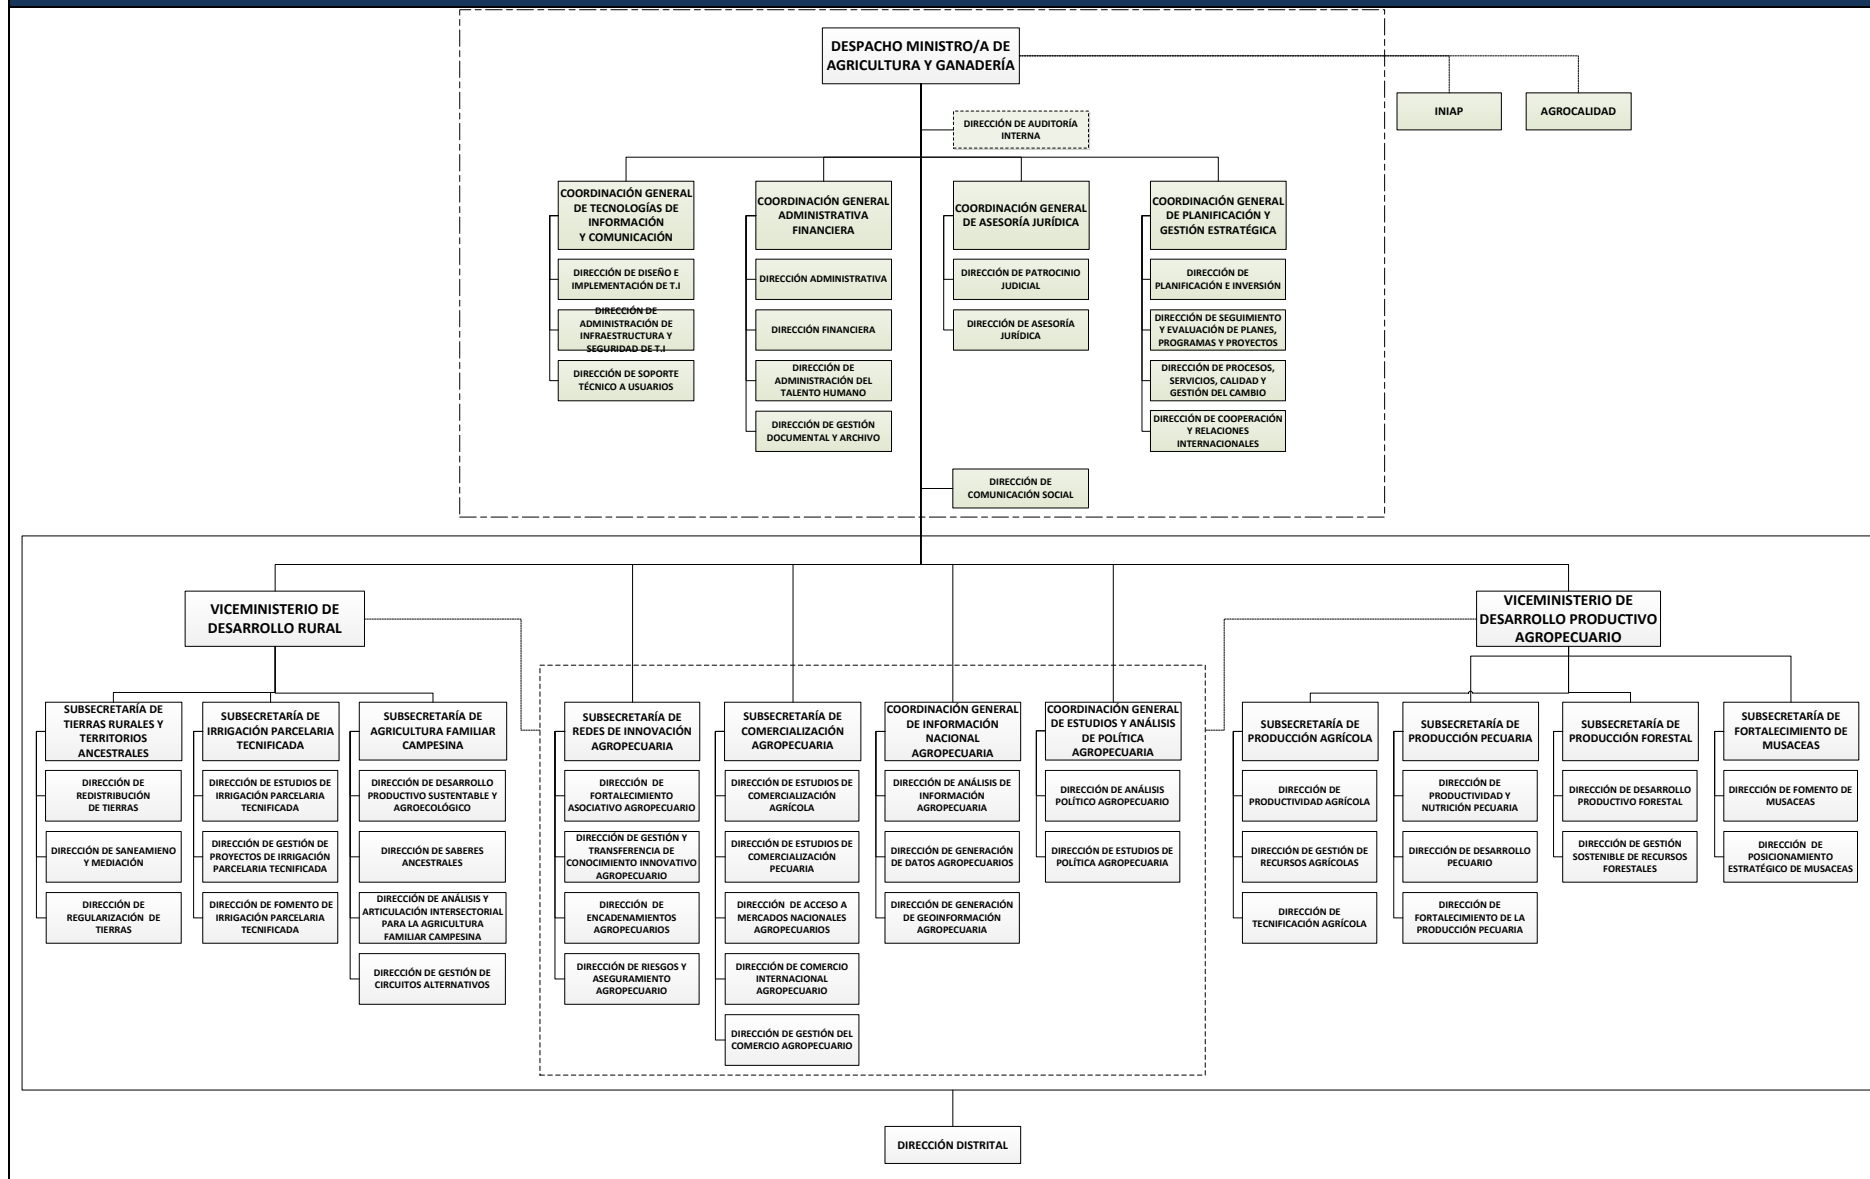 DESPACHO MINISTRO/A DE
AGRICULTURA Y GANADERÍA
INIAP
AGROCALIDAD
DIRECCIÓN DE AUDITORÍA
INTERNA
COORDINACIÓN GENERAL
DE TECNOLOGÍAS DE
INFORMACIÓN
Y COMUNICACIÓN
DIRECCIÓN DE DISEÑO E
IMPLEMENTACIÓN DE T.I
DIRECCIÓN DE
ADMINISTRACIÓN DE
INFRAESTRUCTURA Y
SEGURIDAD DE T.I
DIRECCIÓN DE SOPORTE
TÉCNICO A USUARIOS
COORDINACIÓN GENERAL
ADMINISTRATIVA
FINANCIERA
DIRECCIÓN ADMINISTRATIVA
DIRECCIÓN FINANCIERA
DIRECCIÓN DE
ADMINISTRACIÓN DEL
TALENTO HUMANO
DIRECCIÓN DE GESTIÓN
DOCUMENTAL Y ARCHIVO
COORDINACIÓN GENERAL
DE ASESORÍA JURÍDICA
DIRECCIÓN DE PATROCINIO
JUDICIAL
DIRECCIÓN DE ASESORÍA
JURÍDICA
COORDINACIÓN GENERAL
DE PLANIFICACIÓN Y
GESTIÓN ESTRATÉGICA
DIRECCIÓN DE
PLANIFICACIÓN E INVERSIÓN
DIRECCIÓN DE SEGUIMIENTO
Y EVALUACIÓN DE PLANES,
PROGRAMAS Y PROYECTOS
DIRECCIÓN DE PROCESOS,
SERVICIOS, CALIDAD Y
GESTIÓN DEL CAMBIO
DIRECCIÓN DE COOPERACIÓN
Y RELACIONES
INTERNACIONALES
DIRECCIÓN DE
COMUNICACIÓN SOCIAL
VICEMINISTERIO DE
DESARROLLO RURAL
VICEMINISTERIO DE
DESARROLLO PRODUCTIVO
AGROPECUARIO
SUBSECRETARÍA DE
TIERRAS RURALES Y
TERRITORIOS
ANCESTRALES
DIRECCIÓN DE
REDISTRIBUCIÓN
DE TIERRAS
DIRECCIÓN DE SANEAMIENO
Y MEDIACIÓN
DIRECCIÓN DE
REGULARIZACIÓN DE
TIERRAS
SUBSECRETARÍA DE
IRRIGACIÓN PARCELARIA
TECNIFICADA
DIRECCIÓN DE ESTUDIOS DE
IRRIGACIÓN PARCELARIA
TECNIFICADA
DIRECCIÓN DE GESTIÓN DE
PROYECTOS DE IRRIGACIÓN
PARCELARIA TECNIFICADA
DIRECCIÓN DE FOMENTO DE
IRRIGACIÓN PARCELARIA
TECNIFICADA
SUBSECRETARÍA DE
AGRICULTURA FAMILIAR
CAMPESINA
DIRECCIÓN DE DESARROLLO
PRODUCTIVO SUSTENTABLE Y
AGROECOLÓGICO
DIRECCIÓN DE SABERES
ANCESTRALES
DIRECCIÓN DE ANÁLISIS Y
ARTICULACIÓN INTERSECTORIAL
PARA LA AGRICULTURA
FAMILIAR CAMPESINA
DIRECCIÓN DE GESTIÓN DE
CIRCUITOS ALTERNATIVOS
SUBSECRETARÍA DE
REDES DE INNOVACIÓN
AGROPECUARIA
DIRECCIÓN DE
FORTALECIMIENTO
ASOCIATIVO AGROPECUARIO
DIRECCIÓN DE GESTIÓN Y
TRANSFERENCIA DE
CONOCIMIENTO INNOVATIVO
AGROPECUARIO
DIRECCIÓN DE
ENCADENAMIENTOS
AGROPECUARIOS
DIRECCIÓN DE RIESGOS Y
ASEGURAMIENTO
AGROPECUARIO
SUBSECRETARÍA DE
COMERCIALIZACIÓN
AGROPECUARIA
DIRECCIÓN DE ESTUDIOS DE
COMERCIALIZACIÓN
AGRÍCOLA
DIRECCIÓN DE ESTUDIOS DE
COMERCIALIZACIÓN
PECUARIA
DIRECCIÓN DE ACCESO A
MERCADOS NACIONALES
AGROPECUARIOS
DIRECCIÓN DE COMERCIO
INTERNACIONAL
AGROPECUARIO
DIRECCIÓN DE GESTIÓN DEL
COMERCIO AGROPECUARIO
COORDINACIÓN GENERAL
DE INFORMACIÓN
NACIONAL
AGROPECUARIA
DIRECCIÓN DE ANÁLISIS DE
INFORMACIÓN
AGROPECUARIA
DIRECCIÓN DE GENERACIÓN
DE DATOS AGROPECUARIOS
DIRECCIÓN DE GENERACIÓN
DE GEOINFORMACIÓN
AGROPECUARIA
COORDINACIÓN GENERAL
DE ESTUDIOS Y ANÁLISIS
DE POLÍTICA
AGROPECUARIA
DIRECCIÓN DE ANÁLISIS
POLÍTICO AGROPECUARIO
DIRECCIÓN DE ESTUDIOS DE
POLÍTICA AGROPECUARIA
SUBSECRETARÍA DE
PRODUCCIÓN AGRÍCOLA
DIRECCIÓN DE
PRODUCTIVIDAD AGRÍCOLA
DIRECCIÓN DE GESTIÓN DE
RECURSOS AGRÍCOLAS
DIRECCIÓN DE
TECNIFICACIÓN AGRÍCOLA
SUBSECRETARÍA DE
PRODUCCIÓN PECUARIA
DIRECCIÓN DE
PRODUCTIVIDAD Y
NUTRICIÓN PECUARIA
DIRECCIÓN DE DESARROLLO
PECUARIO
DIRECCIÓN DE
FORTALECIMIENTO DE LA
PRODUCCIÓN PECUARIA
SUBSECRETARÍA DE
PRODUCCIÓN FORESTAL
DIRECCIÓN DE DESARROLLO
PRODUCTIVO FORESTAL
DIRECCIÓN DE GESTIÓN
SOSTENIBLE DE RECURSOS
FORESTALES
SUBSECRETARÍA DE
FORTALECIMIENTO DE
MUSACEAS
DIRECCIÓN DE FOMENTO DE
MUSACEAS
DIRECCIÓN DE
POSICIONAMIENTO
ESTRATÉGICO DE MUSACEAS
DIRECCIÓN DISTRITAL